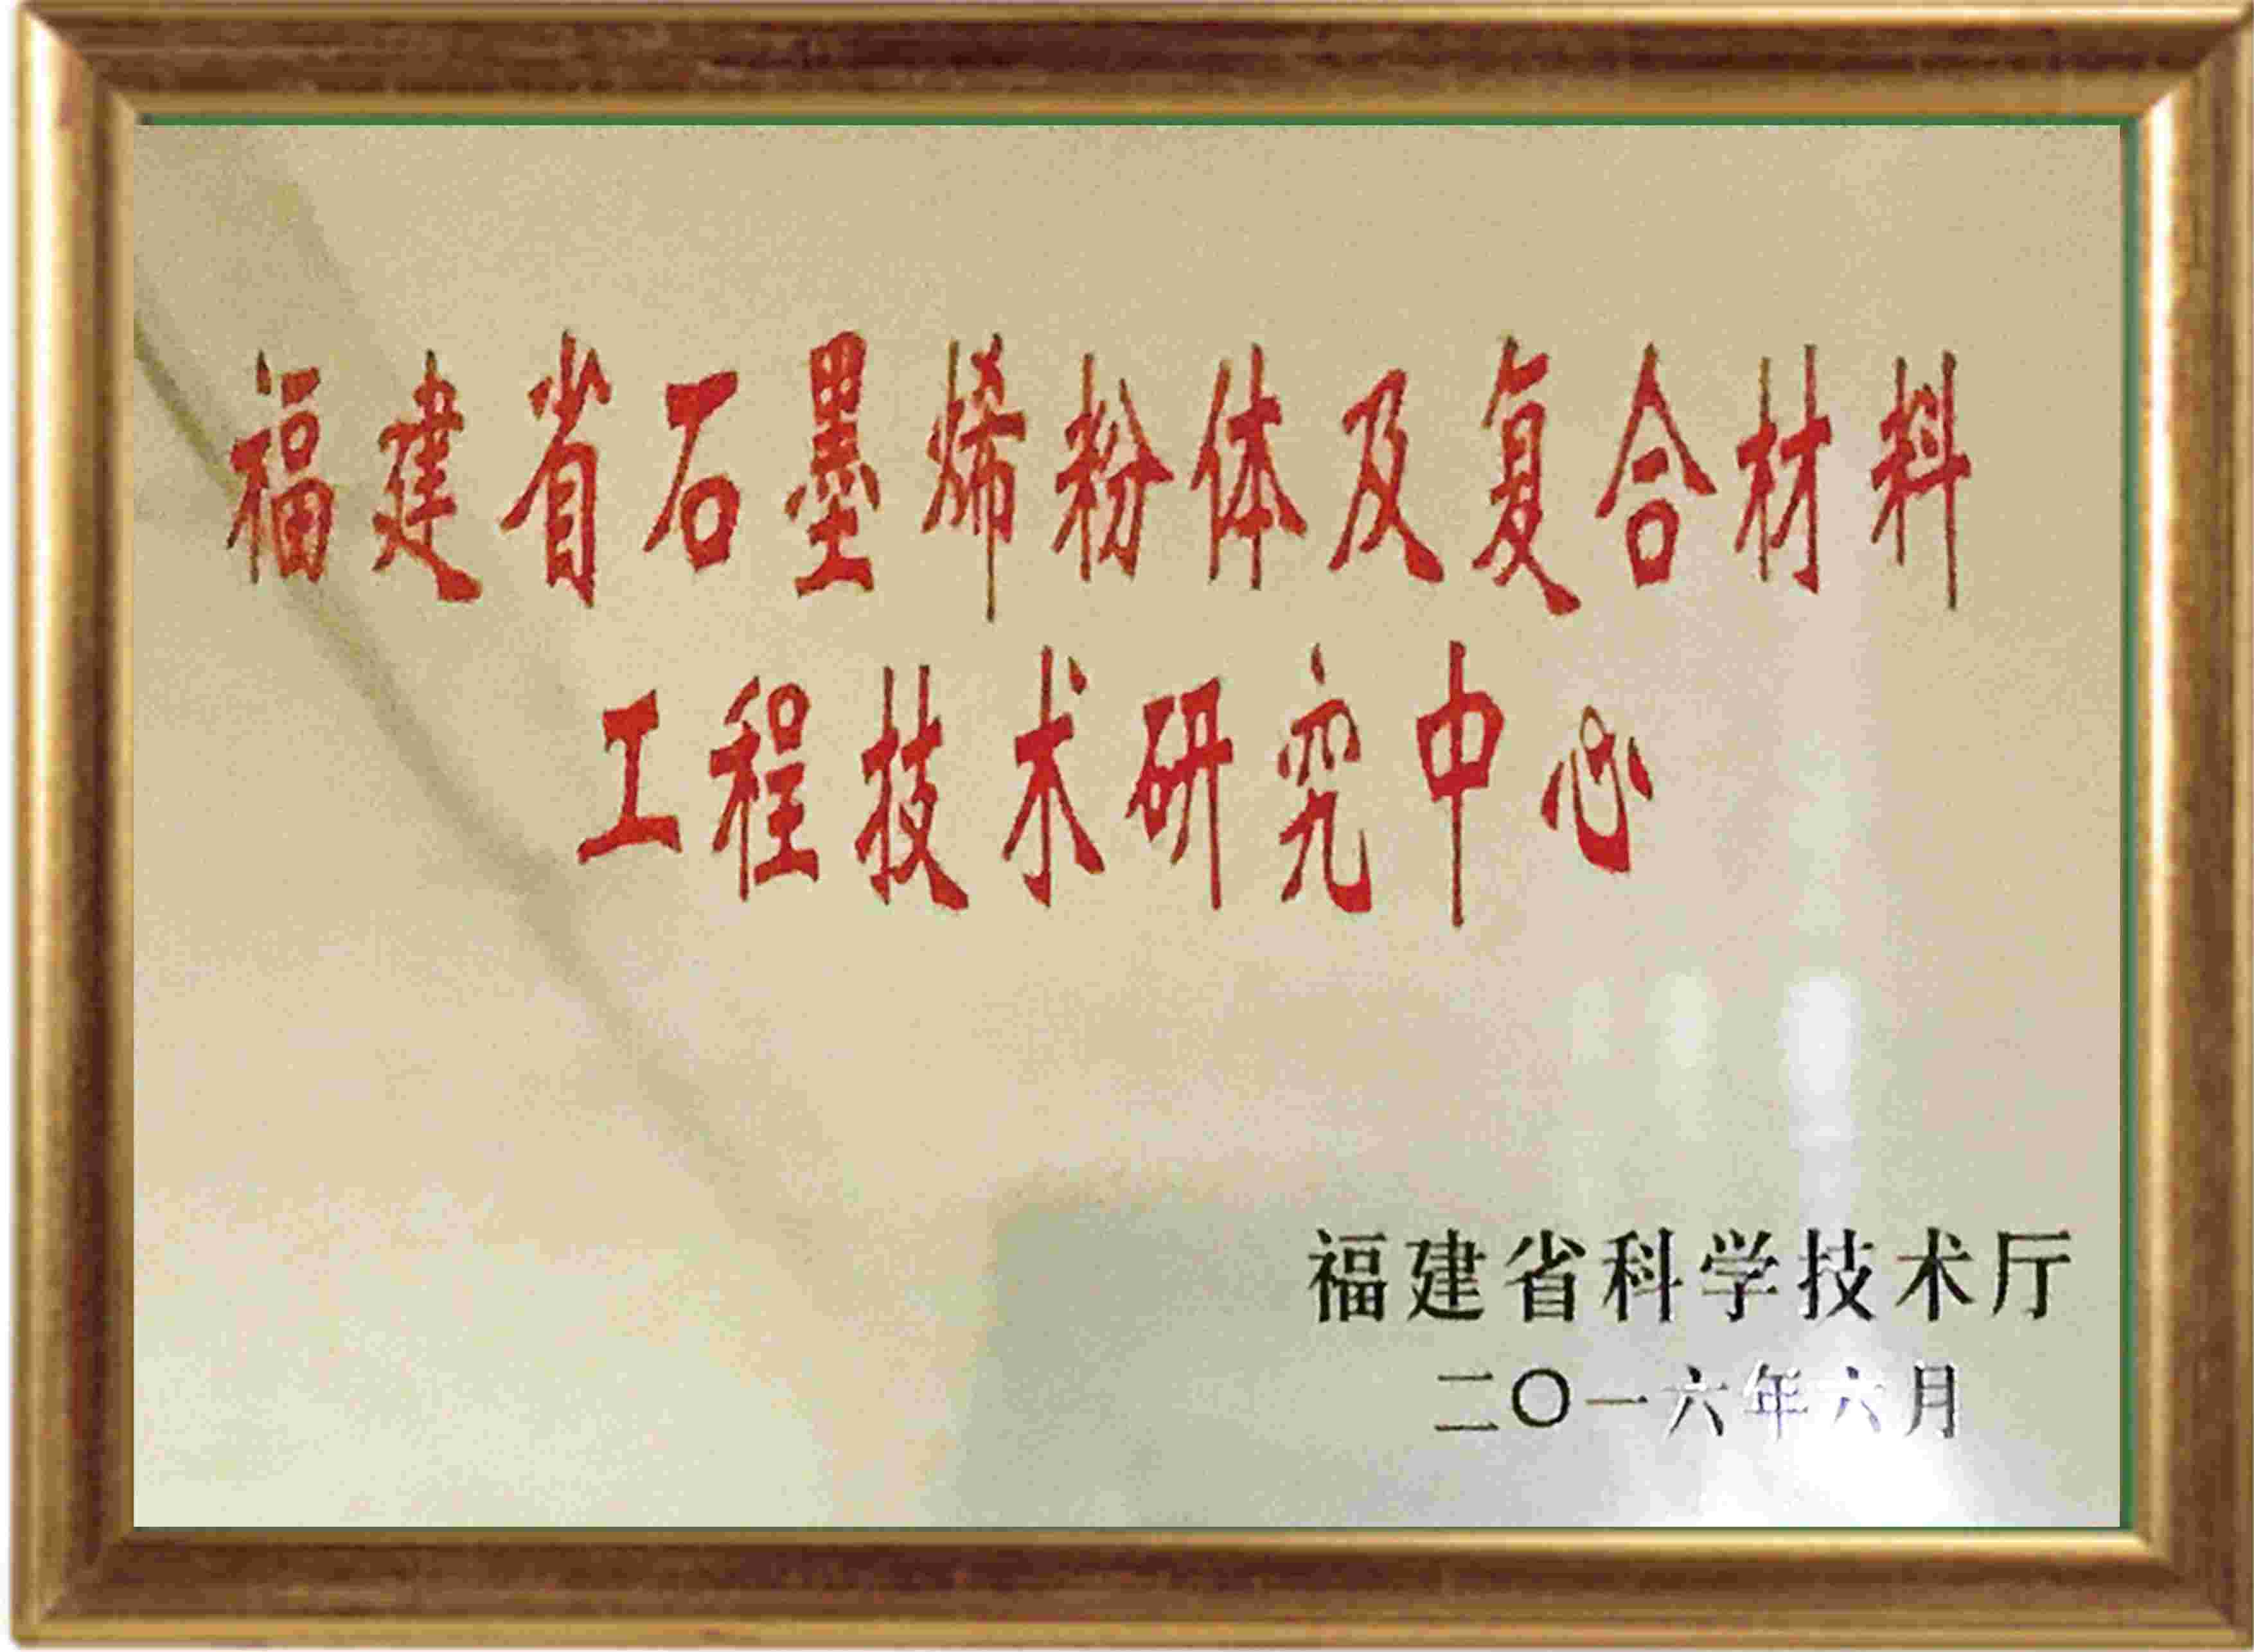 福建省石墨烯粉体及复合材料
工程技术研究中心
福建省科学技术厅
二〇一六年六月